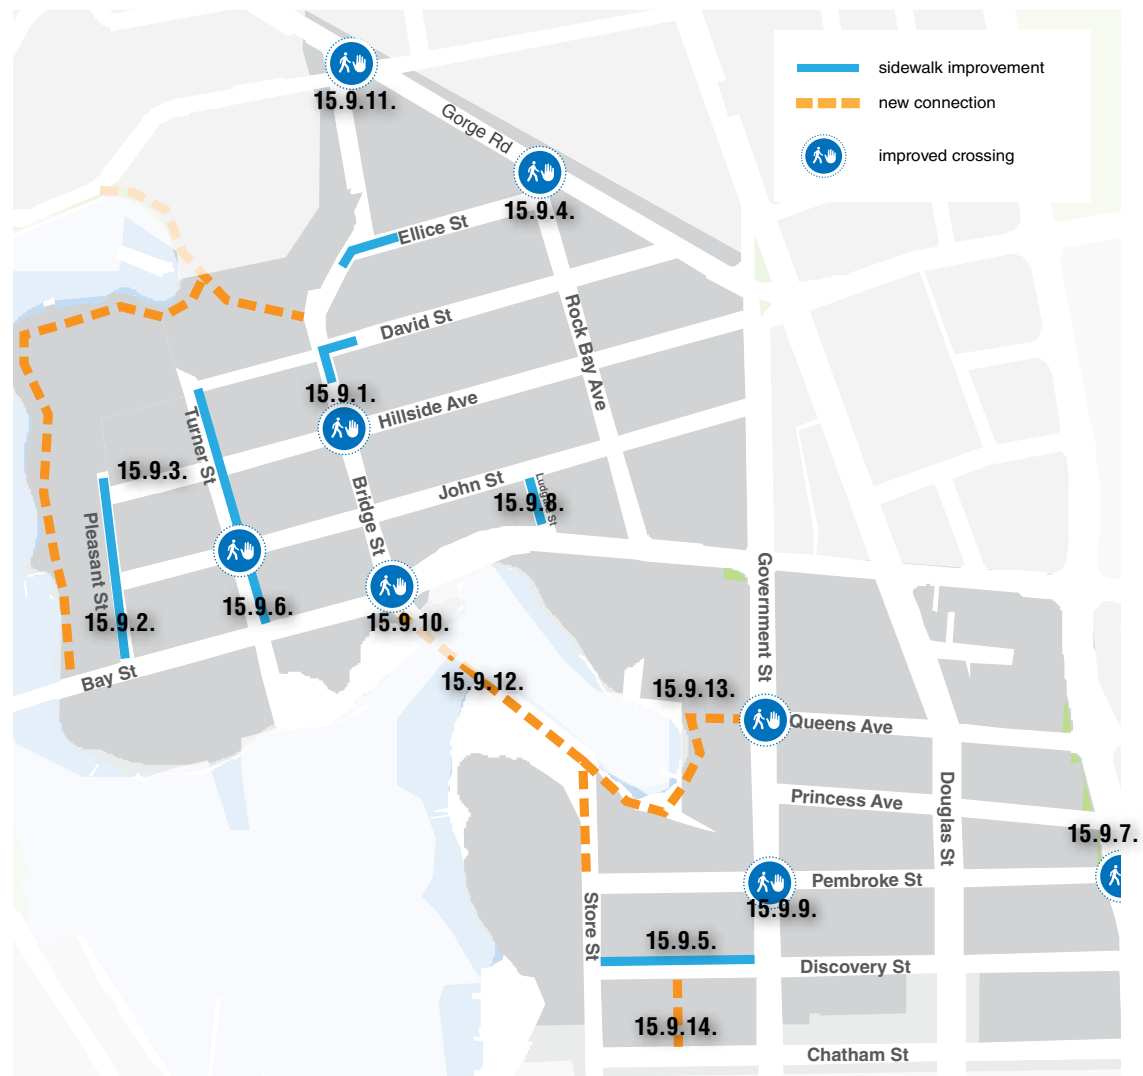 sidewalk improvement
new connection
improved crossing
15.9.11.
Gorge Rd
15.9.4.
Ellice St
David St
Rock Bay Ave
15.9.1.
Hillside Ave
Turner St
15.9.3.
John St
Bridge St
15.9.8.
Ludgate St
Pleasant St
15.9.2.
15.9.6.
15.9.10.
Government St
Bay St
15.9.12.
15.9.13.
Queens Ave
Princess Ave
Douglas St
15.9.7.
Pembroke St
15.9.9.
Store St
15.9.5.
Discovery St
15.9.14.
Chatham St